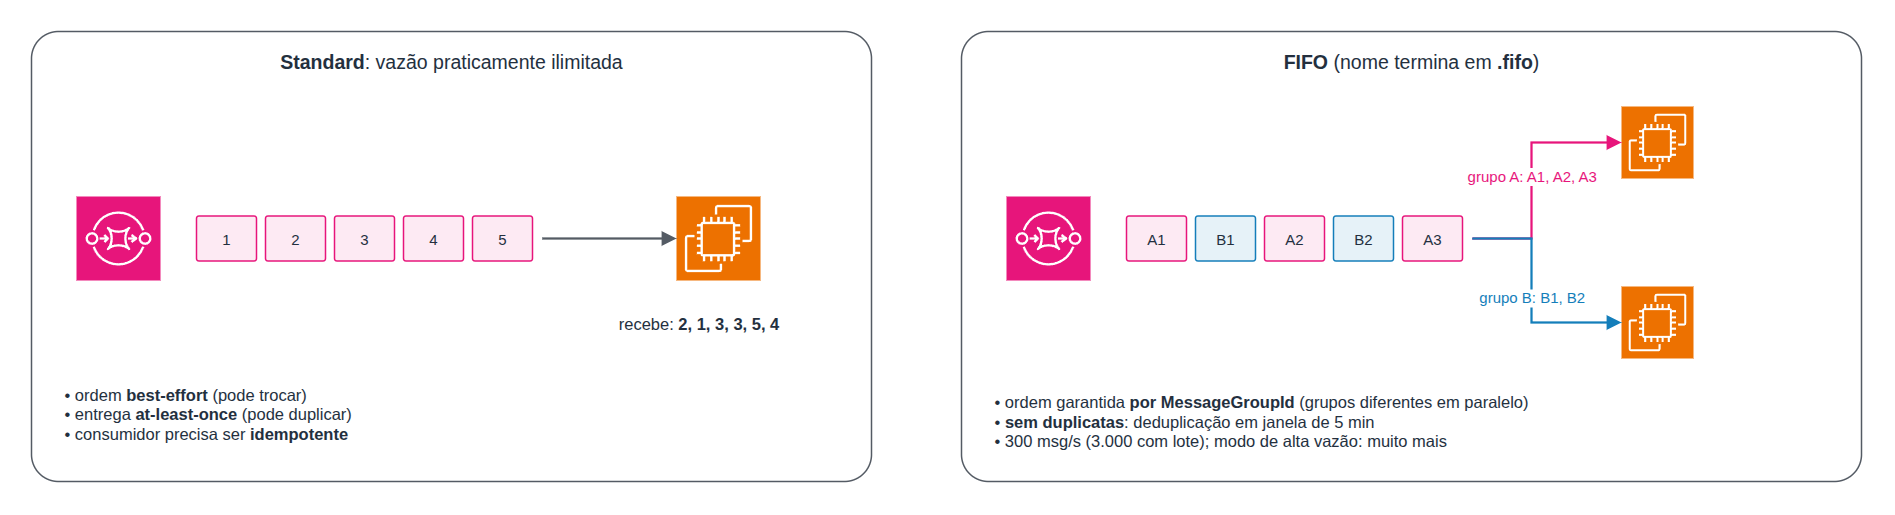 Standard: vazão praticamente ilimitada
1 2 3 4 5
recebe: 2, 1, 3, 3, 5, 4
• ordem best-effort (pode trocar)
• entrega at-least-once (pode duplicar)
• consumidor precisa ser idempotente
FIFO (nome termina em .fifo)
grupo A: A1, A2, A3
A1 B1 A2 B2 A3
grupo B: B1, B2
• ordem garantida por MessageGroupId (grupos diferentes em paralelo)
• sem duplicatas: deduplicação em janela de 5 min
• 300 msg/s (3.000 com lote); modo de alta vazão: muito mais